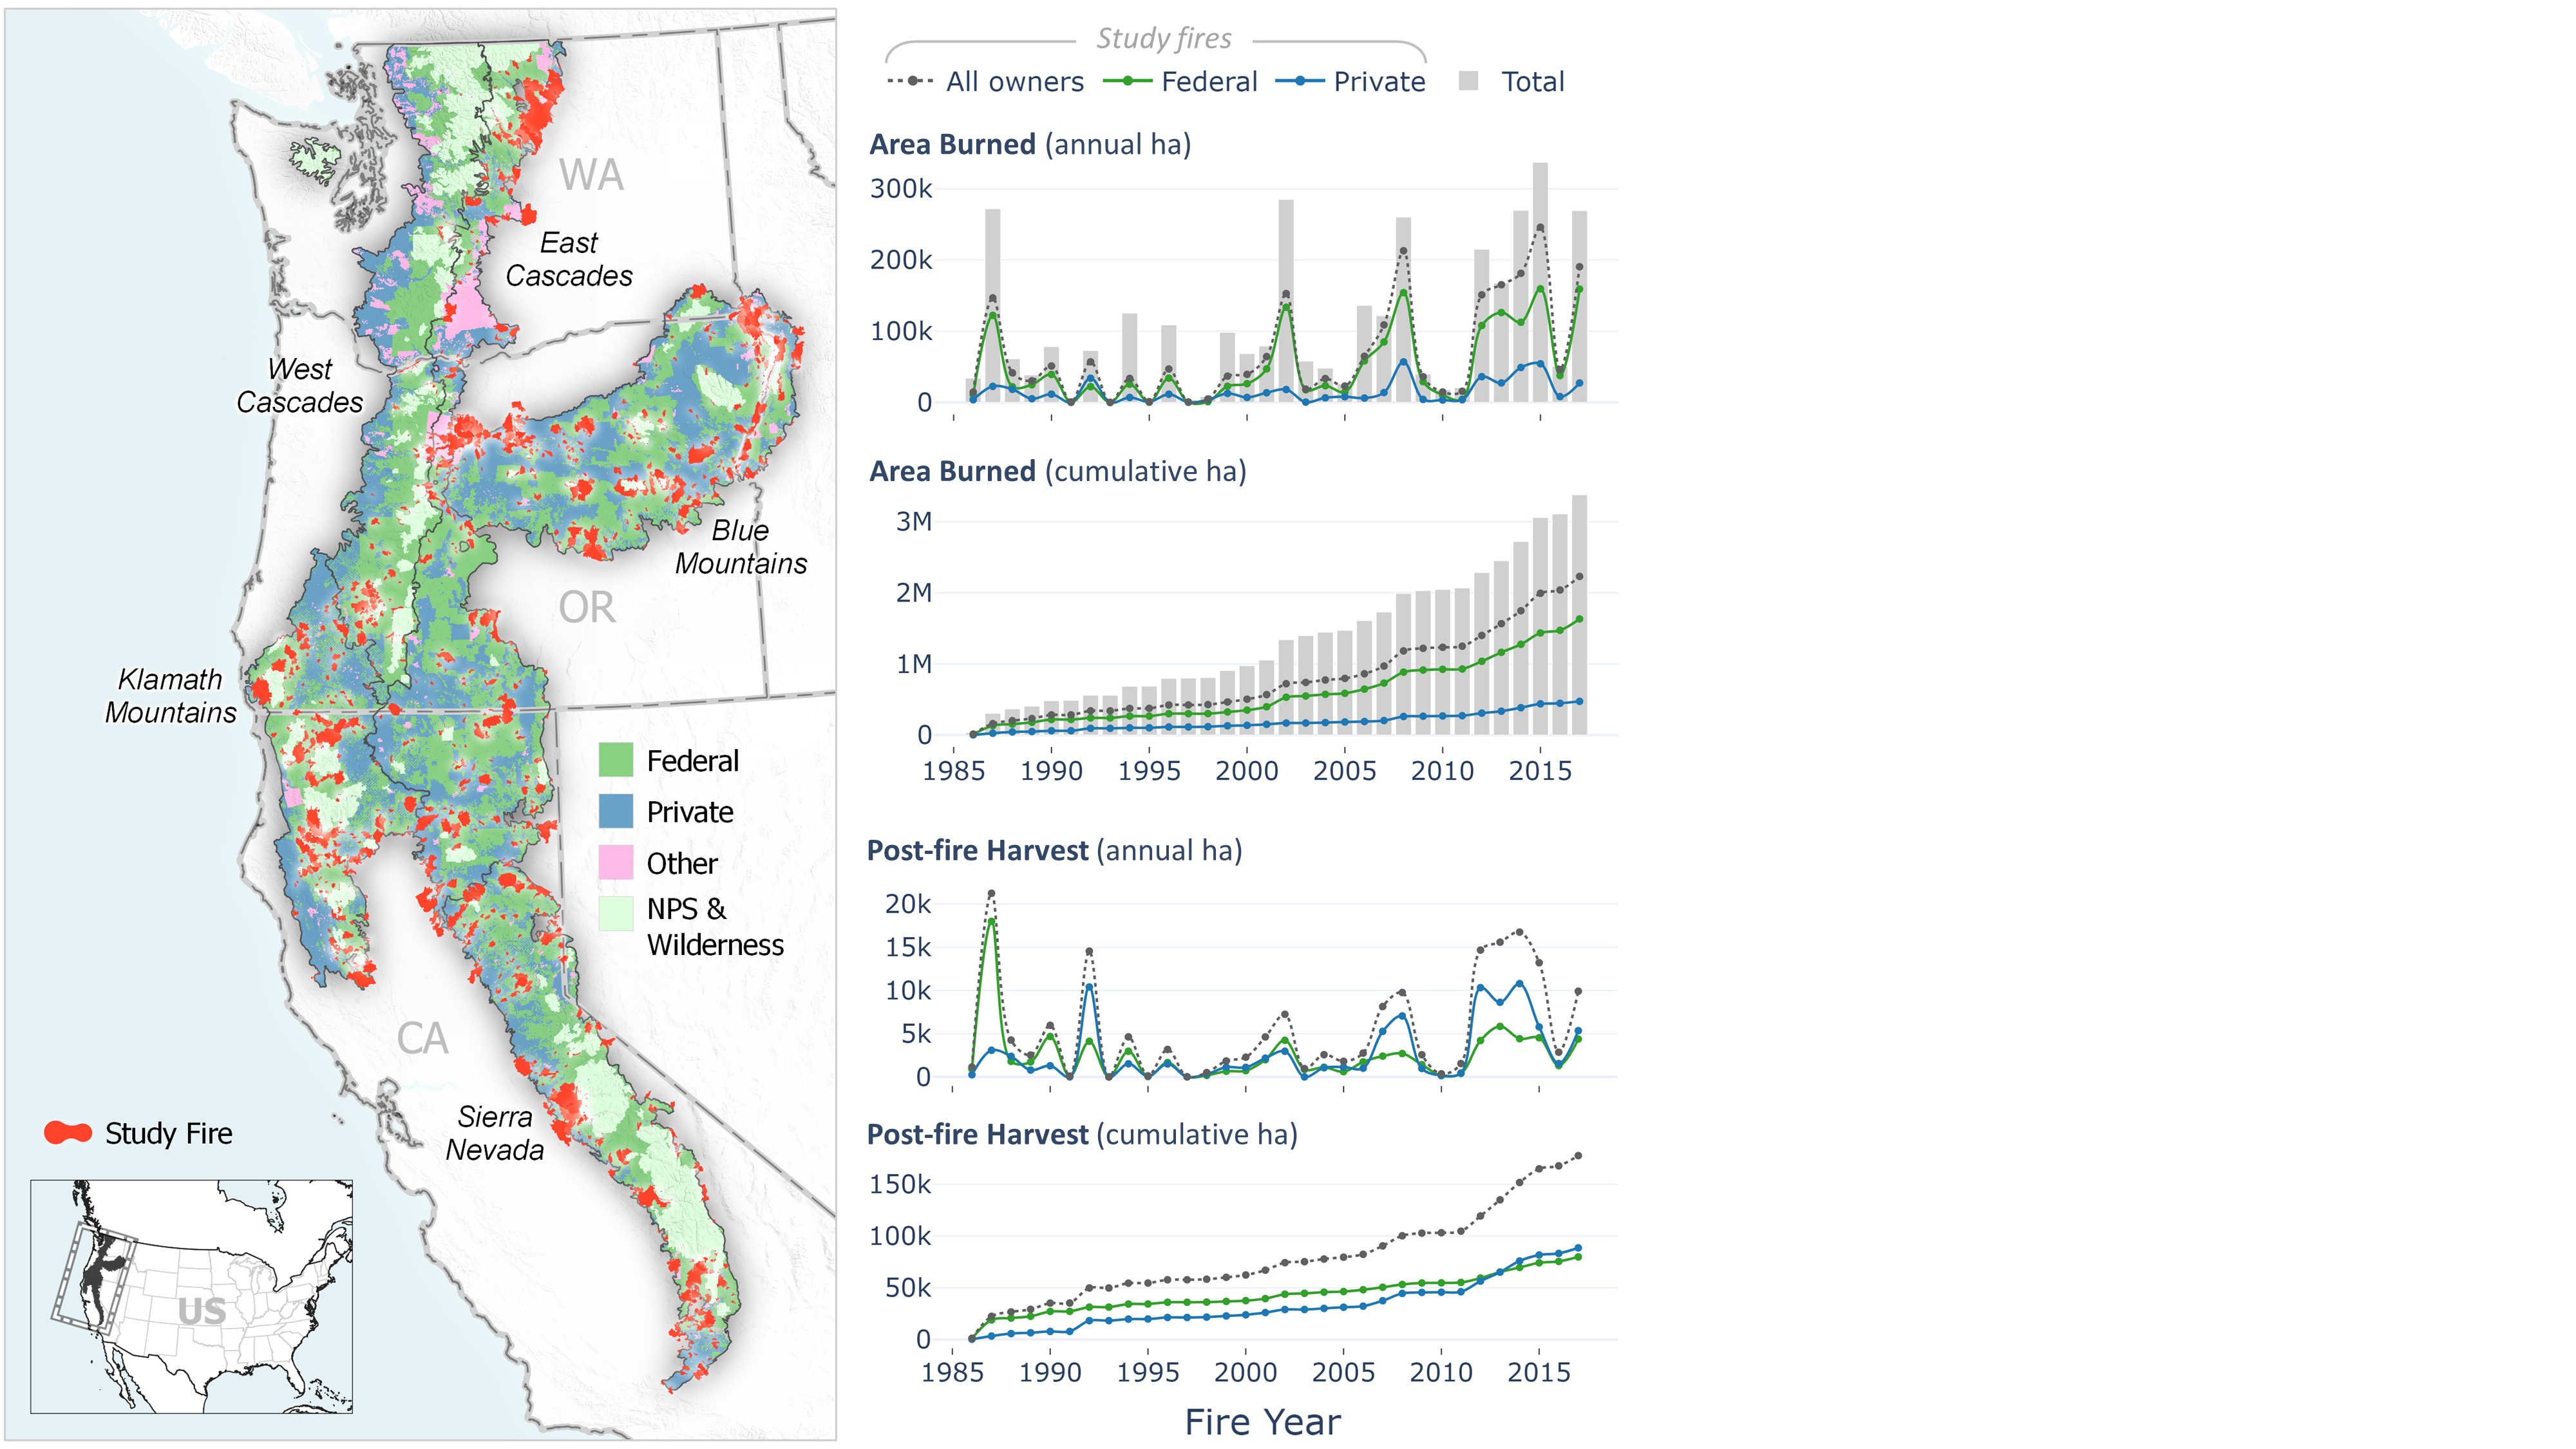 WA
East
Cascades
West
Cascades
Blue
Mountains
OR
Klamath
Mountains
Federal
Private
Other
NPS &
Wilderness
CA
Sierra
Nevada
Study Fire
US
Study fires
All owners Federal Private Total
Area Burned (annual ha)
300k
200k
100k
0
Area Burned (cumulative ha)
3M
2M
1M
0
1985 1990 1995 2000 2005 2010 2015
Post-fire Harvest (annual ha)
20k
15k
10k
5k
0
Post-fire Harvest (cumulative ha)
150k
100k
50k
0
1985 1990 1995 2000 2005 2010 2015
Fire Year